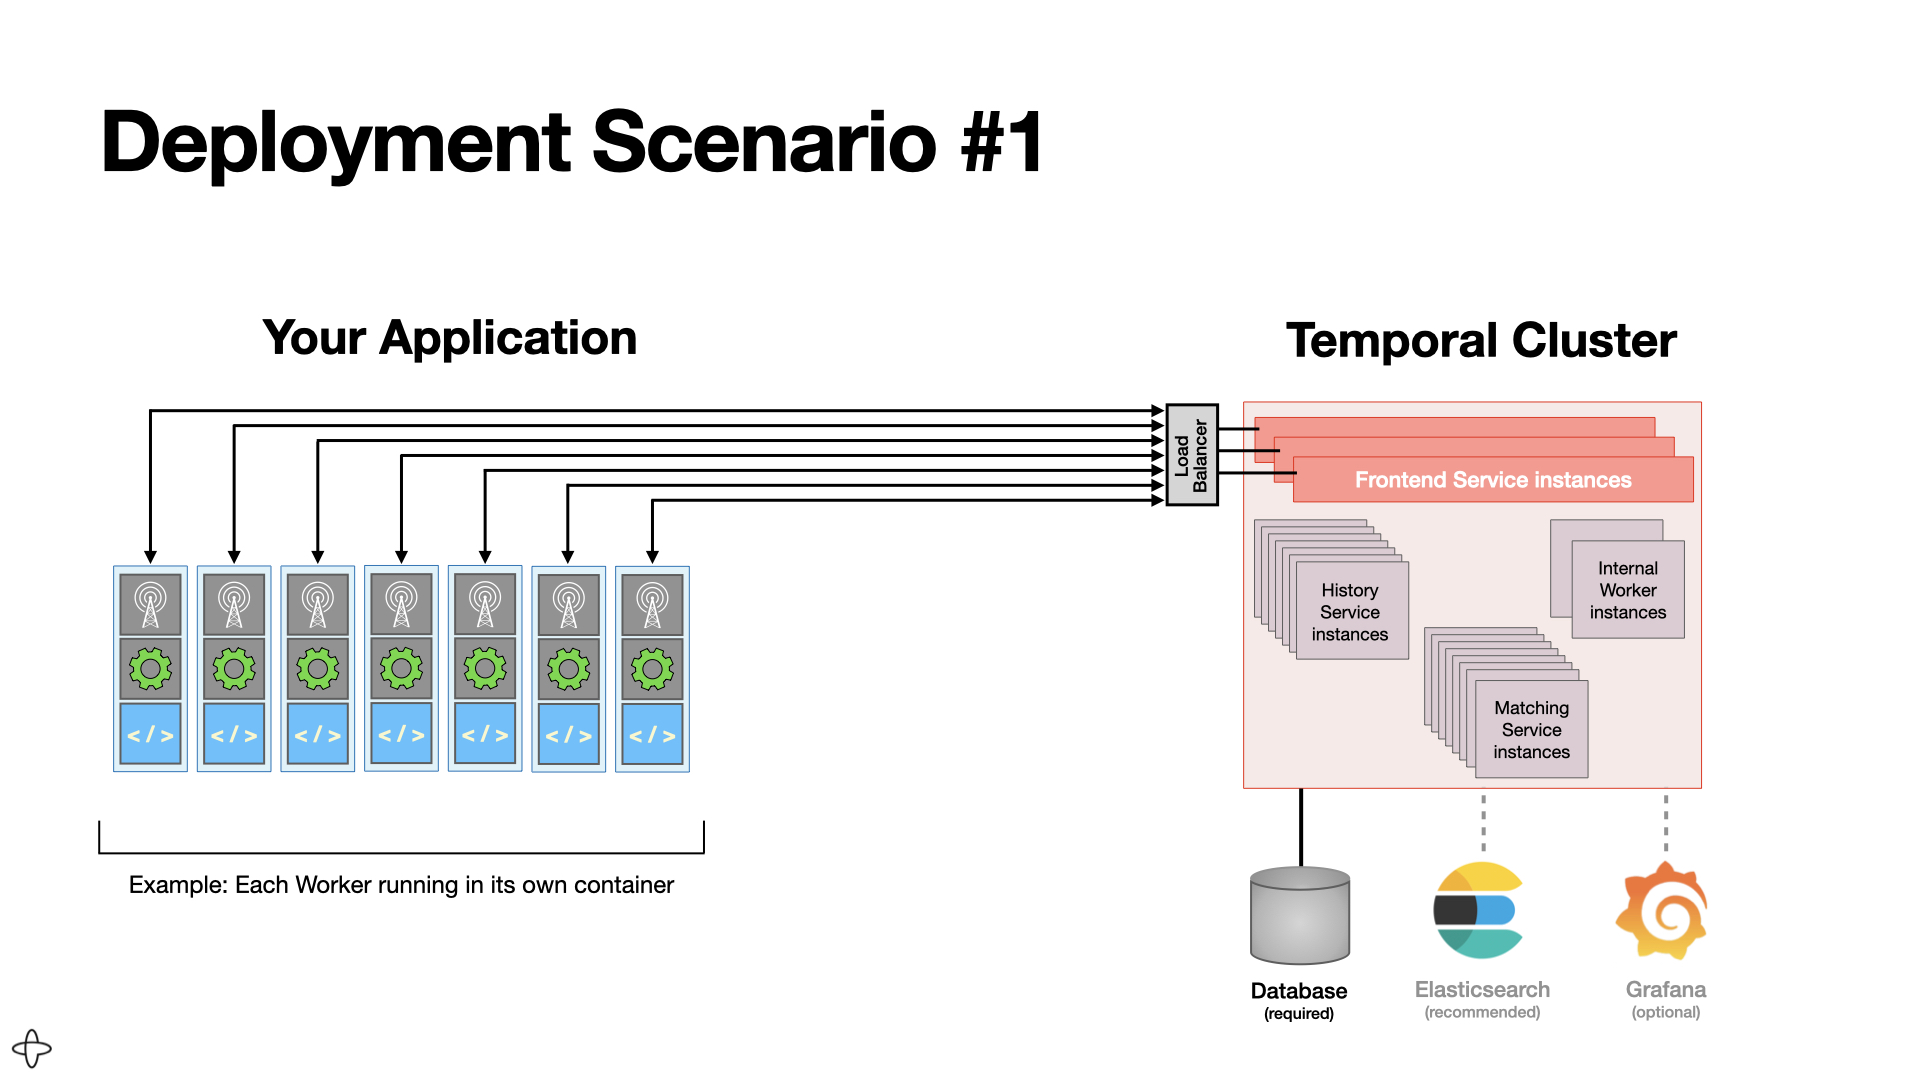 Deployment Scenario #1
Your Application
Temporal Cluster
Load
Balancer
Frontend Service instances
History
Service
instances
Internal
Worker
instances
Matching
Service
instances
</>
</>
</>
</>
</>
</>
</>
Example: Each Worker running in its own container
Database
(required)
Elasticsearch
(recommended)
Grafana
(optional)